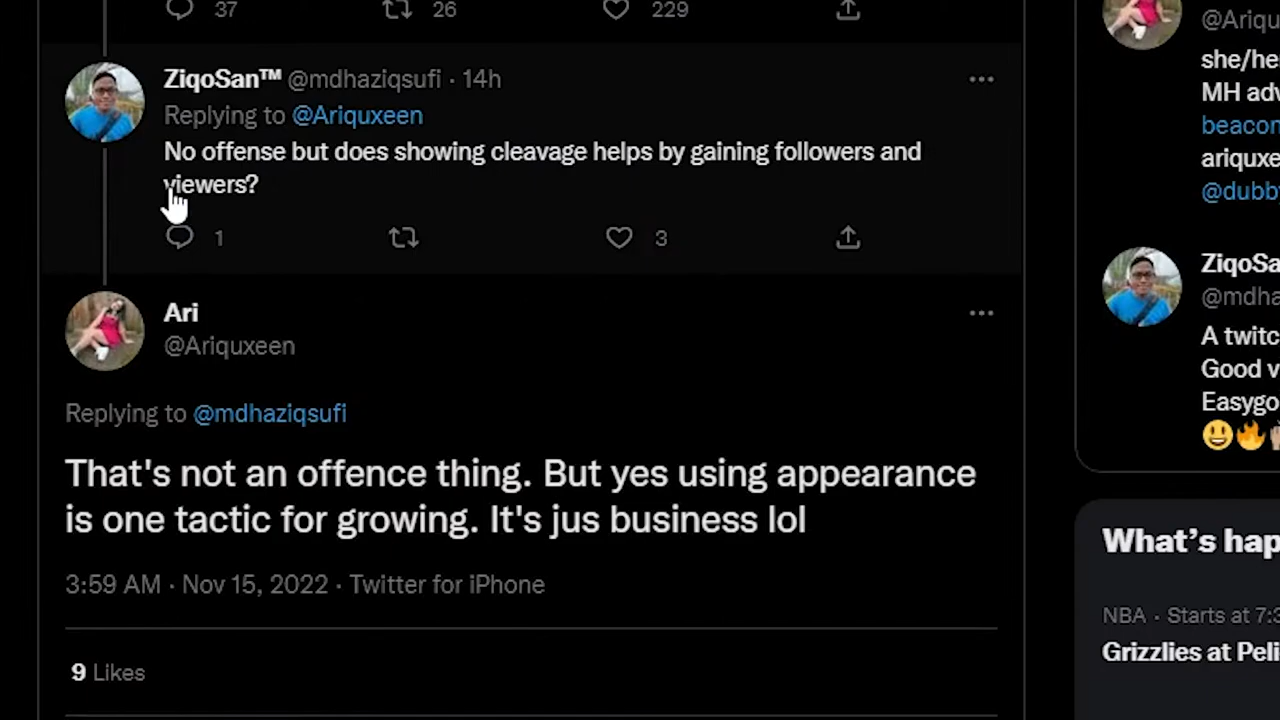 37 26 229
ZiqoSan™ @mdhaziqsufi · 14h
Replying to @Ariquxeen
No offense but does showing cleavage helps by gaining followers and
viewers?
1 3
Ari
@Ariquxeen
Replying to @mdhaziqsufi
That's not an offence thing. But yes using appearance
is one tactic for growing. It's jus business lol
3:59 AM · Nov 15, 2022 · Twitter for iPhone
9 Likes
@Ariqu
she/he
MH adv
beacon
ariquxe
@dubby
ZiqoSa
@mdha
A twitc
Good v
Easygo
😃🔥
What's hap
NBA · Starts at 7:3
Grizzlies at Peli